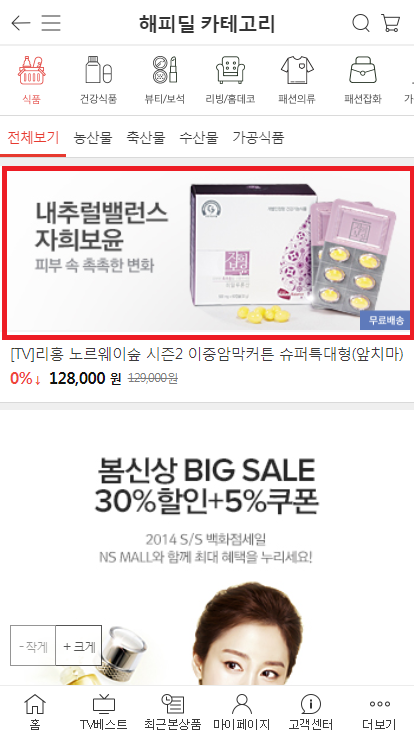 해피딜 카테고리
식품
건강식품
뷰티/보석
리빙/홈데코
패션의류
패션잡화
가
전체보기
농산물
축산물
수산물
가공식품
내추럴밸런스
자희보윤
피부 속 촉촉한 변화
무료배송
[TV]리홍 노르웨이숲 시즌2 이중암막커튼 슈퍼특대형(앞치마)
0%↓ 128,000 원 129,000원
봄신상 BIG SALE
30%할인+5%쿠폰
2014 S/S 백화점세일
NS MALL와 함께 최대 혜택을 누리세요!
- 작게
+ 크게
홈
TV베스트
최근본상품
마이페이지
고객센터
더보기